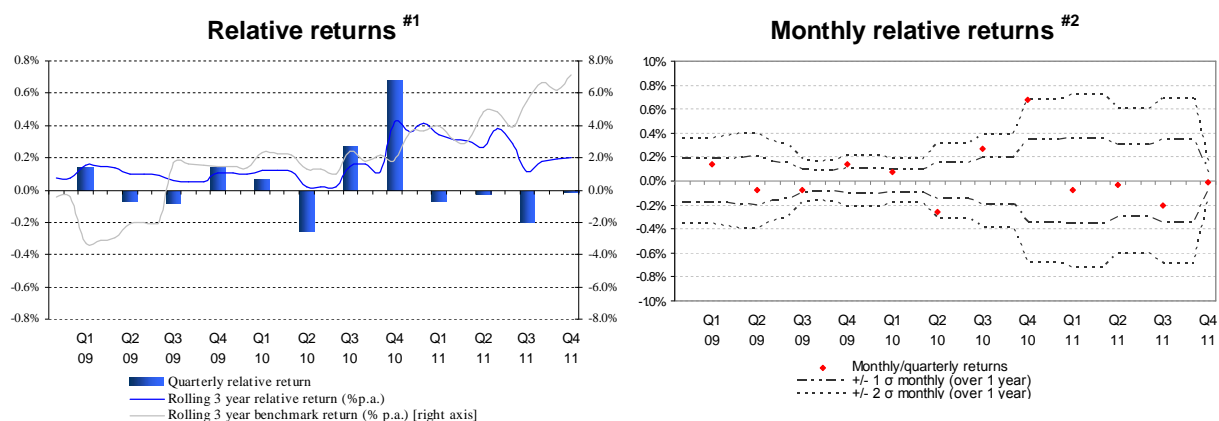 Relative returns #1
0.8% 8.0%
0.6% 6.0%
0.4% 4.0%
0.2% 2.0%
0.0% 0.0%
-0.2% -2.0%
-0.4% -4.0%
-0.6% -6.0%
-0.8% -8.0%
Q1 Q2 Q3 Q4 Q1 Q2 Q3 Q4 Q1 Q2 Q3 Q4
09 09 09 09 10 10 10 10 11 11 11 11
Quarterly relative return
Rolling 3 year relative return (%p.a.)
Rolling 3 year benchmark return (% p.a.) [right axis]
Monthly relative returns #2
1.0%
0.8%
0.6%
0.4%
0.2%
0.0%
-0.2%
-0.4%
-0.6%
-0.8%
-1.0%
Q1 Q2 Q3 Q4 Q1 Q2 Q3 Q4 Q1 Q2 Q3 Q4
09 09 09 09 10 10 10 10 11 11 11 11
Monthly/quarterly returns
+/- 1 σ monthly (over 1 year)
+/- 2 σ monthly (over 1 year)